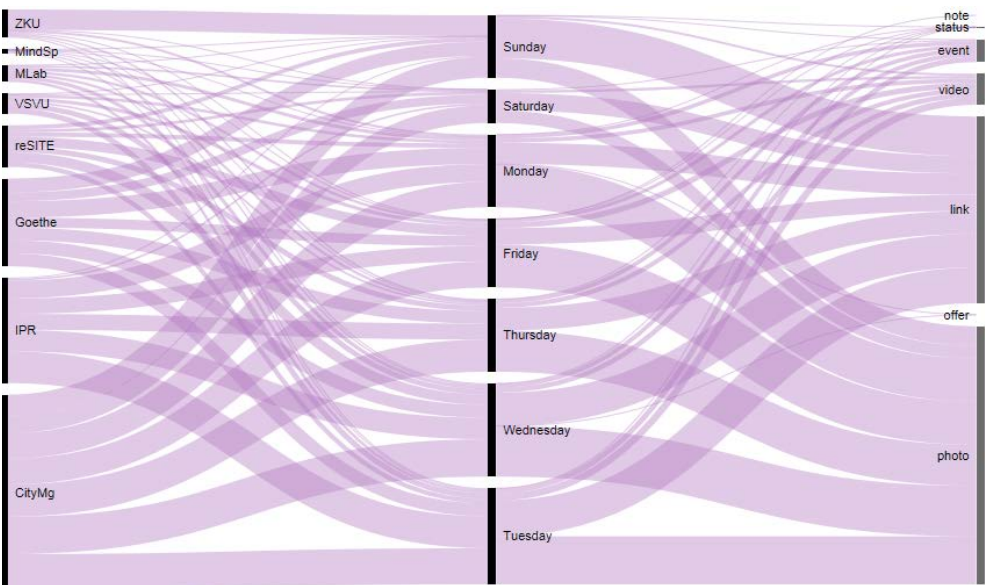 ZKU
MindSp
MLab
VSVU
reSITE
Goethe
IPR
CityMg
Sunday
Saturday
Monday
Friday
Thursday
Wednesday
Tuesday
note
status
event
video
link
offer
photo